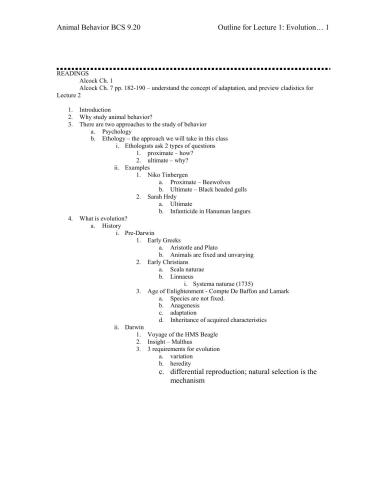 Animal Behavior BCS 9.20 Outline for Lecture 1: Evolution… 1
READINGS
Alcock Ch. 1
Alcock Ch. 7 pp. 182-190 – understand the concept of adaptation, and preview cladistics for
Lecture 2
1. Introduction
2. Why study animal behavior?
3. There are two approaches to the study of behavior
a. Psychology
b. Ethology – the approach we will take in this class
i. Ethologists ask 2 types of questions
1. proximate – how?
2. ultimate – why?
ii. Examples
1. Niko Tinbergen
a. Proximate – Beewolves
b. Ultimate – Black headed gulls
2. Sarah Hrdy
a. Ultimate
b. Infanticide in Hanuman langurs
4. What is evolution?
a. History
i. Pre-Darwin
1. Early Greeks
a. Aristotle and Plato
b. Animals are fixed and unvarying
2. Early Christians
a. Scala naturae
b. Linnaeus
i. Systema naturae (1735)
3. Age of Enlightenment - Compte De Buffon and Lamark
a. Species are not fixed.
b. Anagenesis
c. adaptation
d. Inheritance of acquired characteristics
ii. Darwin
1. Voyage of the HMS Beagle
2. Insight – Malthus
3. 3 requirements for evolution
a. variation
b. heredity
c. differential reproduction; natural selection is the
mechanism